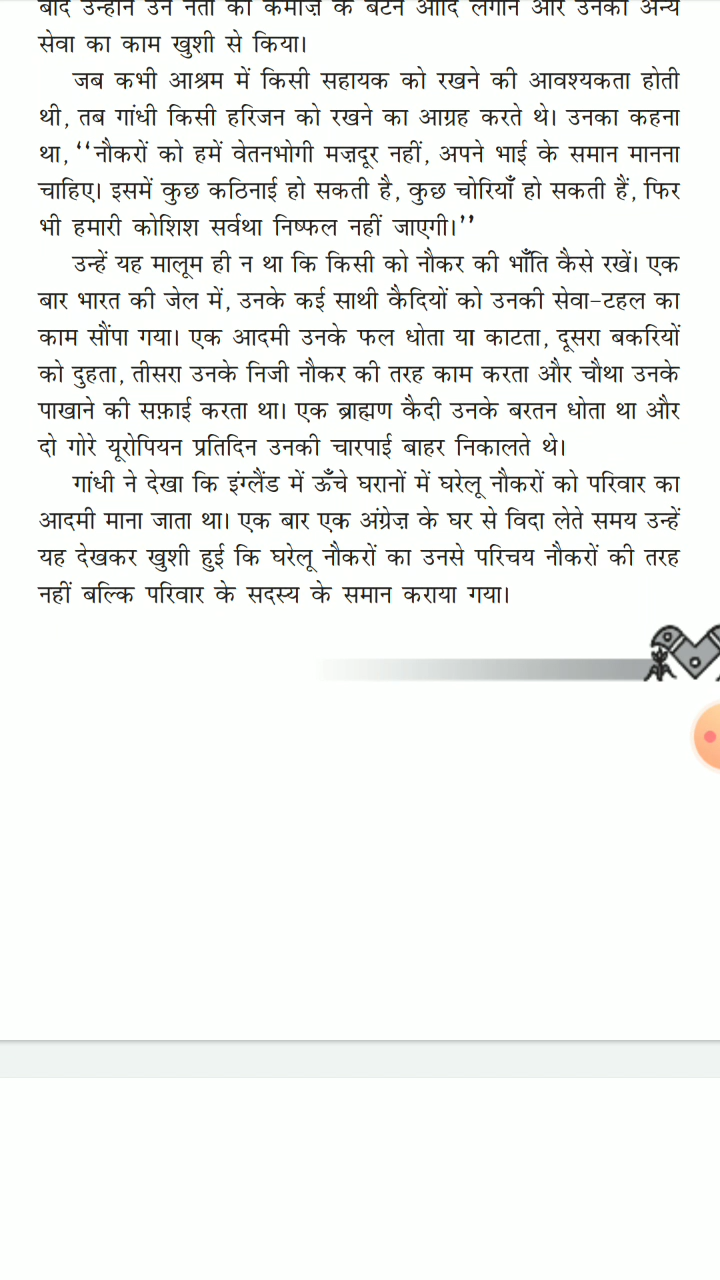 बाद उन्होंने उन नेता की कमीज़ के बटन आदि लगाने और उनकी अन्य
सेवा का काम खुशी से किया।
जब कभी आश्रम में किसी सहायक को रखने की आवश्यकता होती
थी, तब गांधी किसी हरिजन को रखने का आग्रह करते थे। उनका कहना
था, ‘‘नौकरों को हमें वेतनभोगी मज़दूर नहीं, अपने भाई के समान मानना
चाहिए। इसमें कुछ कठिनाई हो सकती है, कुछ चोरियाँ हो सकती हैं, फिर
भी हमारी कोशिश सर्वथा निष्फल नहीं जाएगी।’’
उन्हें यह मालूम ही न था कि किसी को नौकर की भाँति कैसे रखें। एक
बार भारत की जेल में, उनके कई साथी कैदियों को उनकी सेवा-टहल का
काम सौंपा गया। एक आदमी उनके फल धोता या काटता, दूसरा बकरियों
को दुहता, तीसरा उनके निजी नौकर की तरह काम करता और चौथा उनके
पाखाने की सफ़ाई करता था। एक ब्राह्मण कैदी उनके बरतन धोता था और
दो गोरे यूरोपियन प्रतिदिन उनकी चारपाई बाहर निकालते थे।
गांधी ने देखा कि इंग्लैंड में ऊँचे घरानों में घरेलू नौकरों को परिवार का
आदमी माना जाता था। एक बार एक अंग्रेज़ के घर से विदा लेते समय उन्हें
यह देखकर खुशी हुई कि घरेलू नौकरों का उनसे परिचय नौकरों की तरह
नहीं बल्कि परिवार के सदस्य के समान कराया गया।